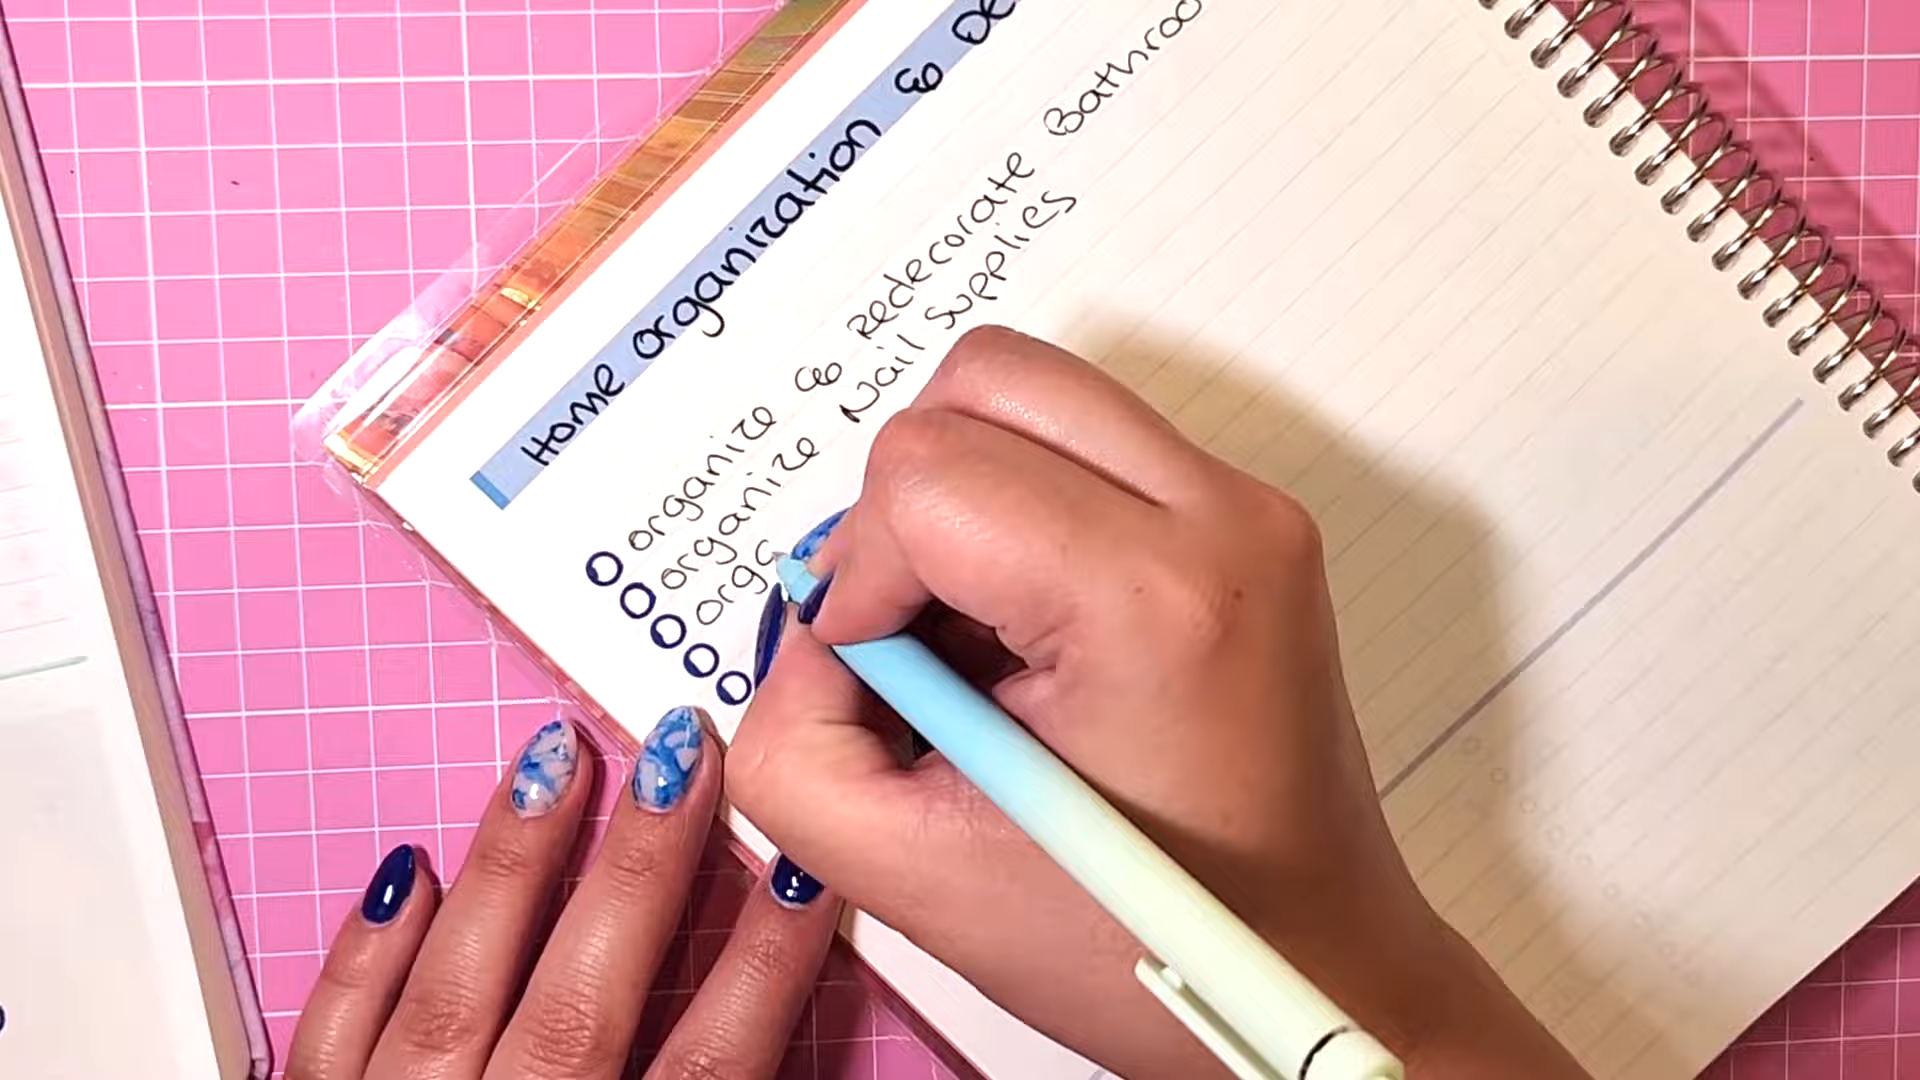 Home organization & De
organize & Redecorate Bathroo
organize Nail Supplies
orga